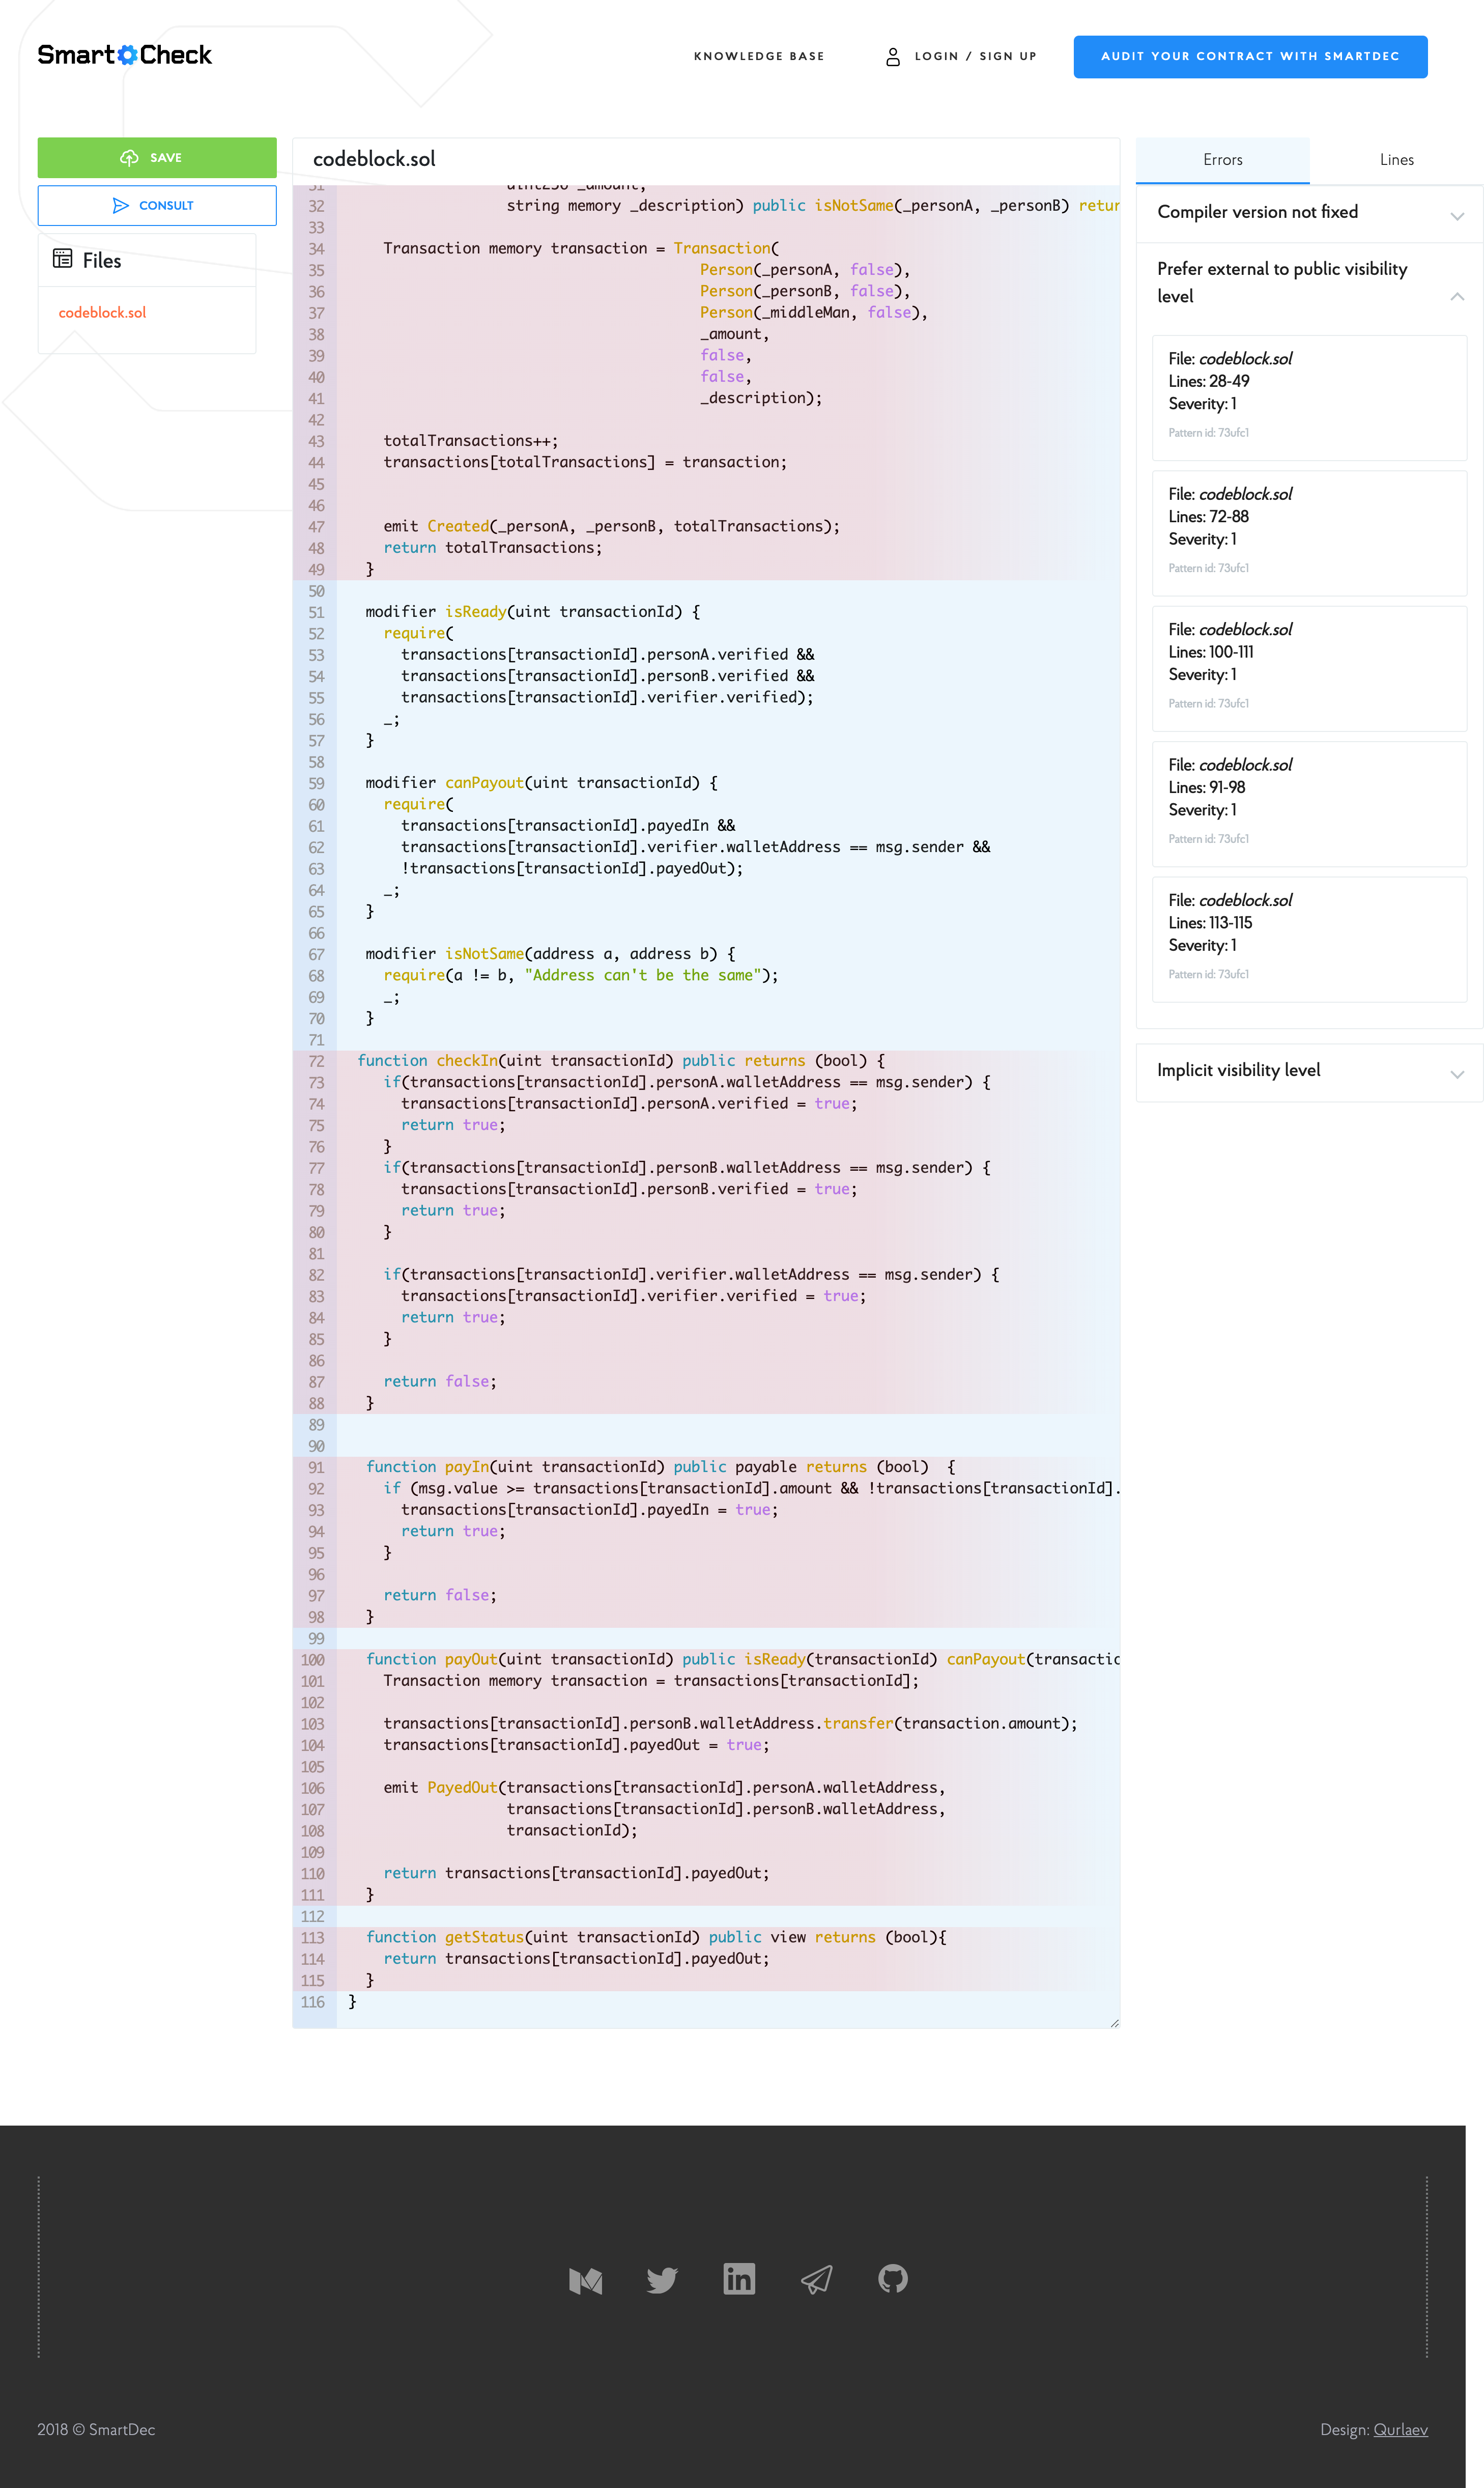 Smart Check
KNOWLEDGE BASE
LOGIN / SIGN UP
AUDIT YOUR CONTRACT WITH SMARTDEC
SAVE
CONSULT
Files
codeblock.sol
codeblock.sol
31 uint256 _amount,
32 string memory _description) public isNotSame(_personA, _personB) retur
33
34 Transaction memory transaction = Transaction(
35 Person(_personA, false),
36 Person(_personB, false),
37 Person(_middleMan, false),
38 _amount,
39 false,
40 false,
41 _description);
42
43 totalTransactions++;
44 transactions[totalTransactions] = transaction;
45
46
47 emit Created(_personA, _personB, totalTransactions);
48 return totalTransactions;
49 }
50
51 modifier isReady(uint transactionId) {
52 require(
53 transactions[transactionId].personA.verified &&
54 transactions[transactionId].personB.verified &&
55 transactions[transactionId].verifier.verified);
56 _;
57 }
58
59 modifier canPayout(uint transactionId) {
60 require(
61 transactions[transactionId].payedIn &&
62 transactions[transactionId].verifier.walletAddress == msg.sender &&
63 !transactions[transactionId].payedOut);
64 _;
65 }
66
67 modifier isNotSame(address a, address b) {
68 require(a != b, "Address can't be the same");
69 _;
70 }
71
72 function checkIn(uint transactionId) public returns (bool) {
73 if(transactions[transactionId].personA.walletAddress == msg.sender) {
74 transactions[transactionId].personA.verified = true;
75 return true;
76 }
77 if(transactions[transactionId].personB.walletAddress == msg.sender) {
78 transactions[transactionId].personB.verified = true;
79 return true;
80 }
81
82 if(transactions[transactionId].verifier.walletAddress == msg.sender) {
83 transactions[transactionId].verifier.verified = true;
84 return true;
85 }
86
87 return false;
88 }
89
90
91 function payIn(uint transactionId) public payable returns (bool) {
92 if (msg.value >= transactions[transactionId].amount && !transactions[transactionId].
93 transactions[transactionId].payedIn = true;
94 return true;
95 }
96
97 return false;
98 }
99
100 function payOut(uint transactionId) public isReady(transactionId) canPayout(transactic
101 Transaction memory transaction = transactions[transactionId];
102
103 transactions[transactionId].personB.walletAddress.transfer(transaction.amount);
104 transactions[transactionId].payedOut = true;
105
106 emit PayedOut(transactions[transactionId].personA.walletAddress,
107 transactions[transactionId].personB.walletAddress,
108 transactionId);
109
110 return transactions[transactionId].payedOut;
111 }
112
113 function getStatus(uint transactionId) public view returns (bool){
114 return transactions[transactionId].payedOut;
115 }
116 }
Errors
Lines
Compiler version not fixed
Prefer external to public visibility
level
File: codeblock.sol
Lines: 28-49
Severity: 1
Pattern id: 73ufc1
File: codeblock.sol
Lines: 72-88
Severity: 1
Pattern id: 73ufc1
File: codeblock.sol
Lines: 100-111
Severity: 1
Pattern id: 73ufc1
File: codeblock.sol
Lines: 91-98
Severity: 1
Pattern id: 73ufc1
File: codeblock.sol
Lines: 113-115
Severity: 1
Pattern id: 73ufc1
Implicit visibility level
in
2018 © SmartDec
Design: Qurlaev